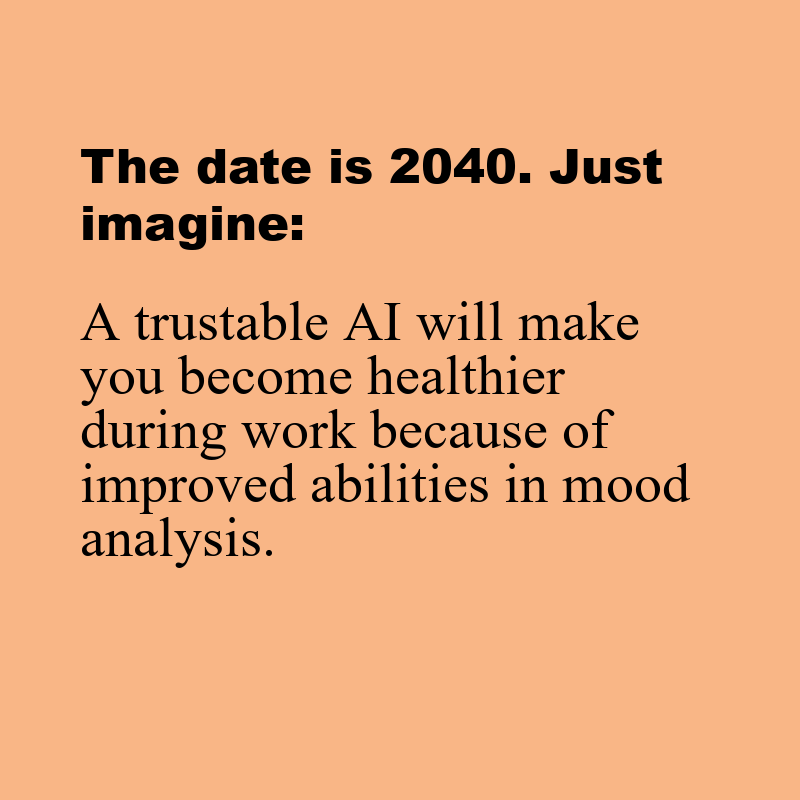 The date is 2040. Just
imagine:
A trustable AI will make
you become healthier
during work because of
improved abilities in mood
analysis.